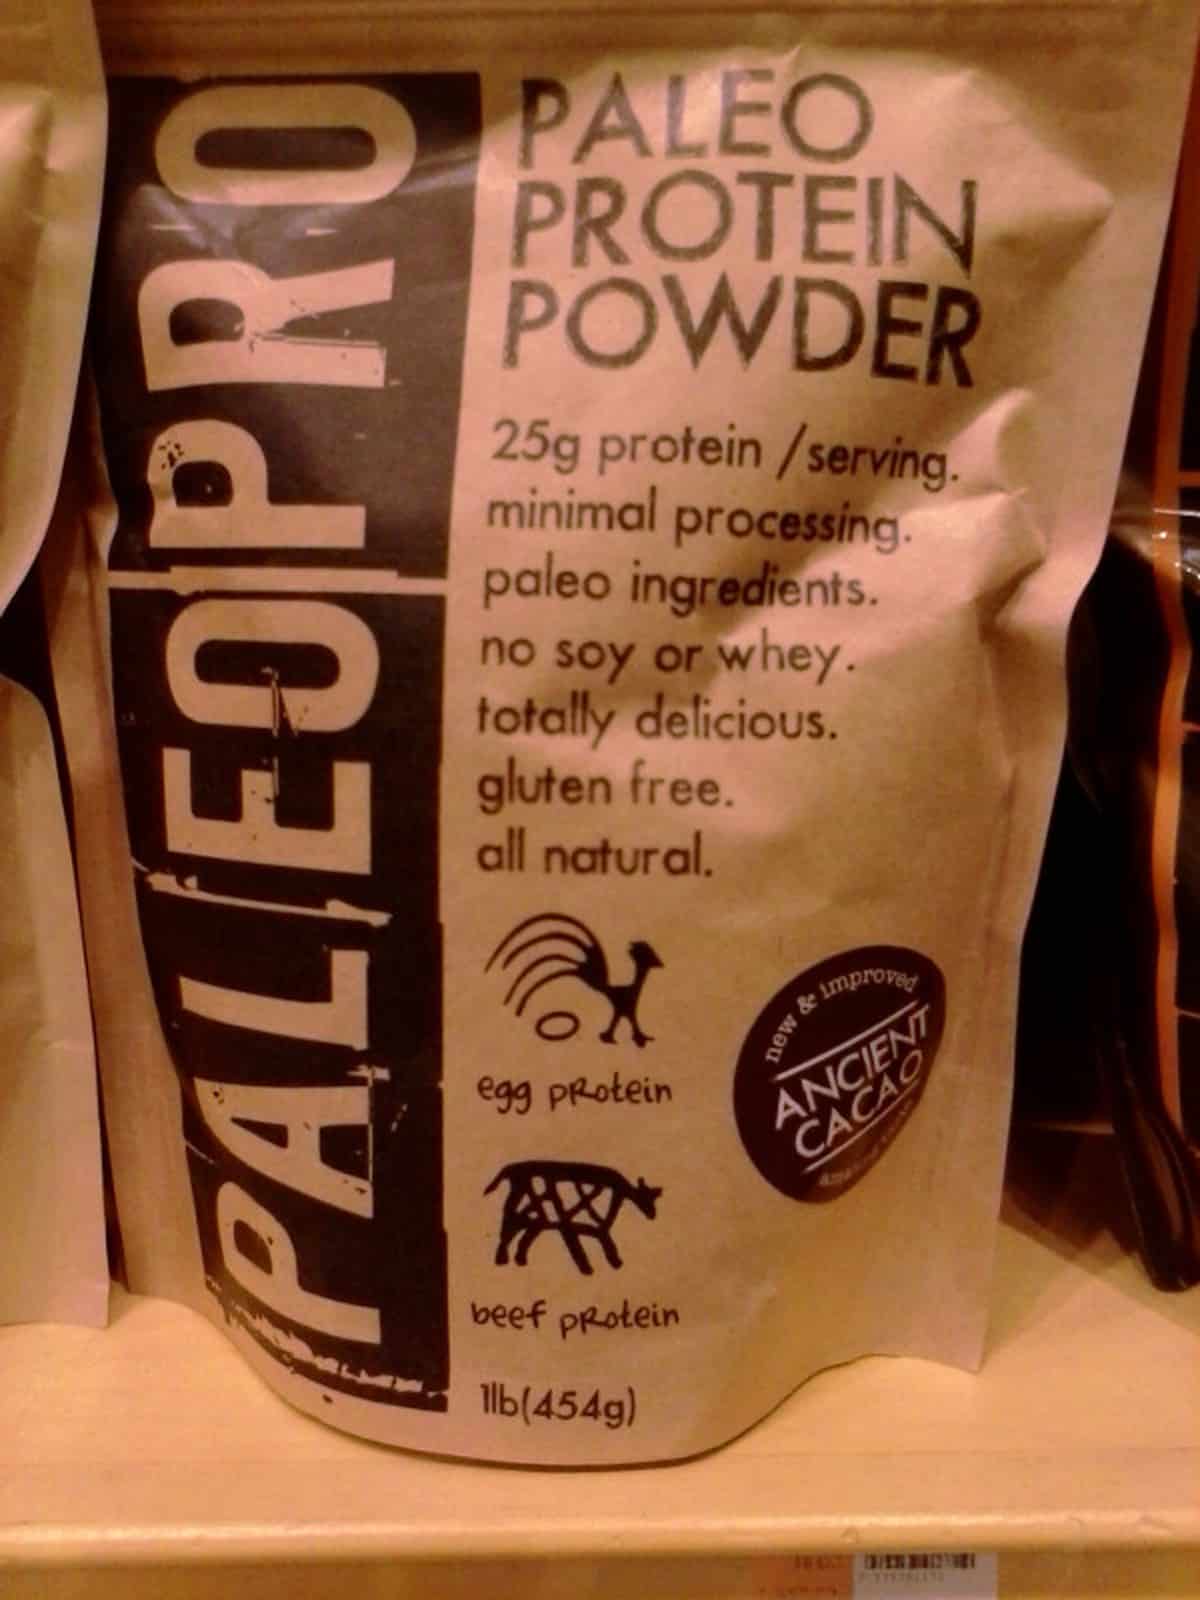 PALEOPRO
PALEO
PROTEIN
POWDER
25g protein /serving.
minimal processing.
paleo ingredients.
no soy or whey.
totally delicious.
gluten free.
all natural.
egg protein
new & improved
ANCIENT
CACAO
beef protein
1lb(454g)